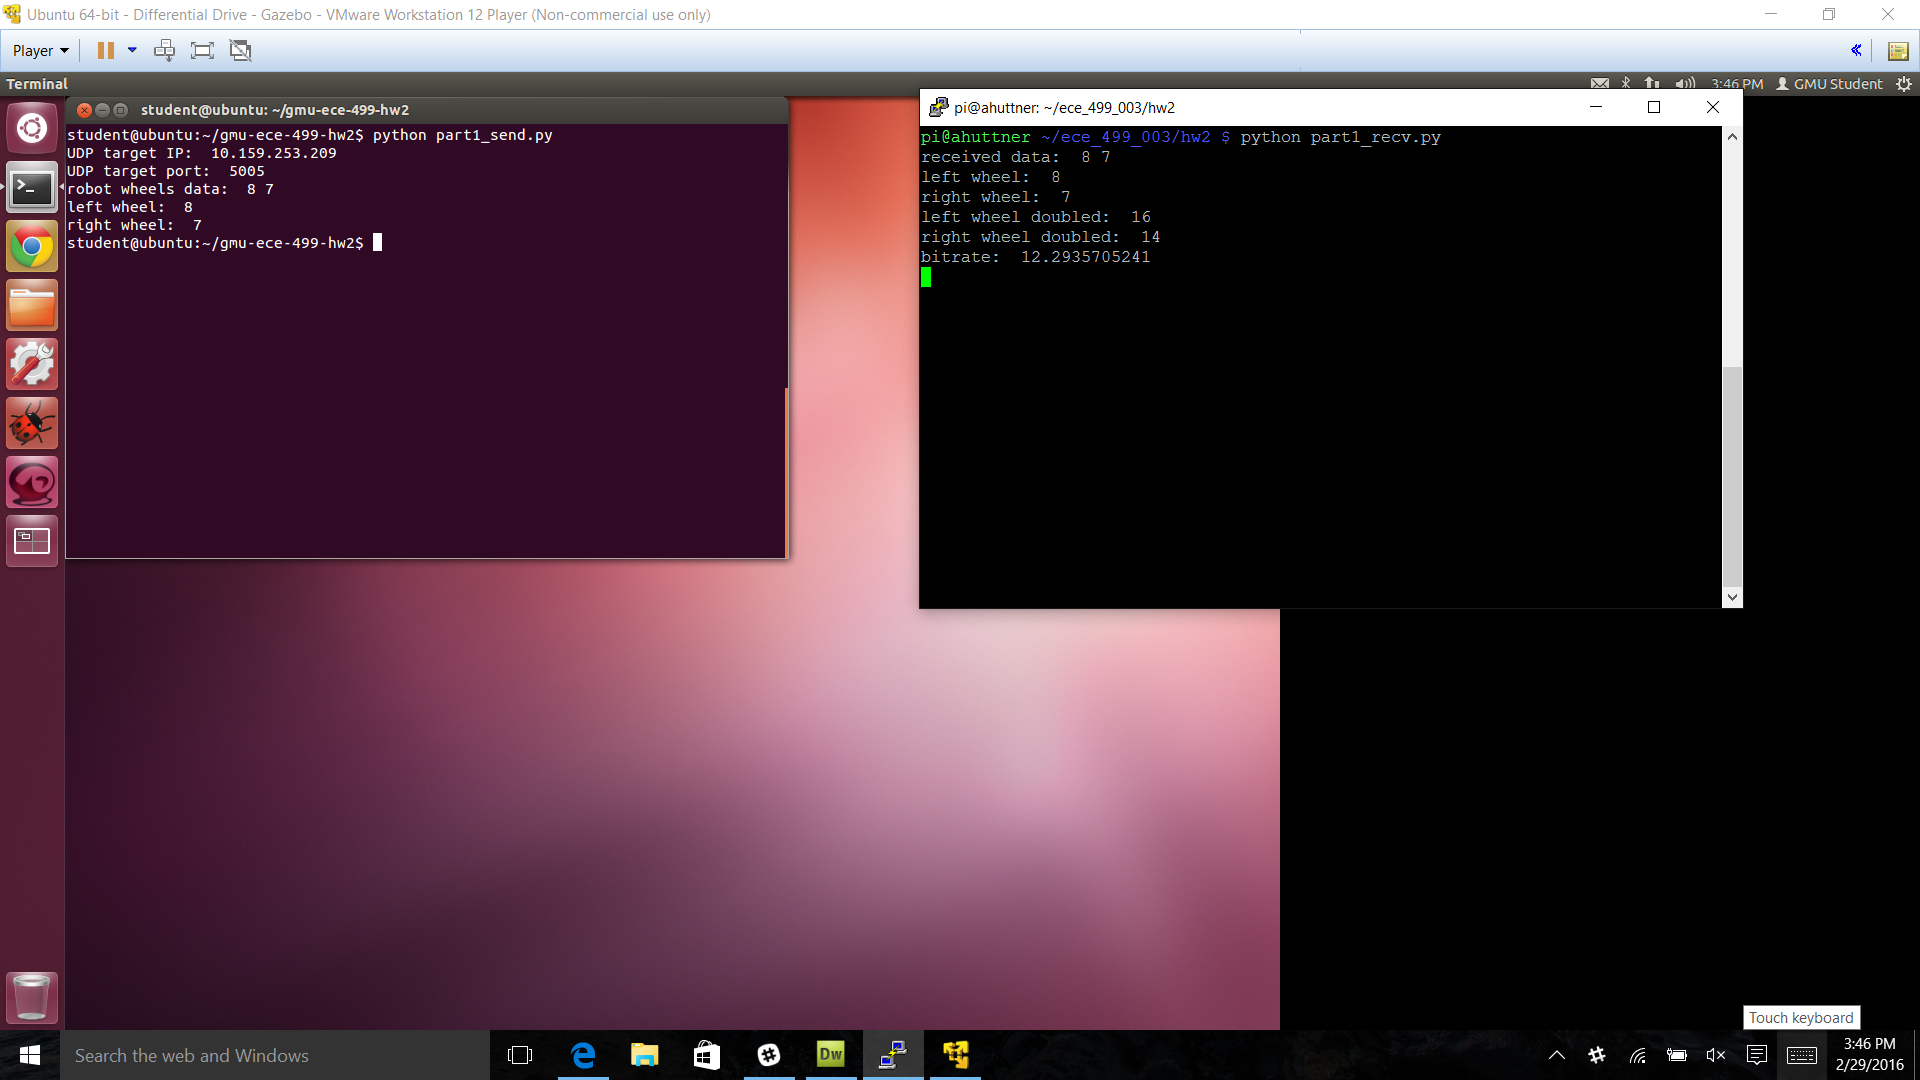 Ubuntu 64-bit - Differential Drive - Gazebo - VMware Workstation 12 Player (Non-commercial use only)
Player
Terminal
3:46 PM GMU Student
student@ubuntu: ~/gmu-ece-499-hw2
student@ubuntu:~/gmu-ece-499-hw2$ python part1_send.py
UDP target IP:  10.159.253.209
UDP target port:  5005
robot wheels data:  8 7
left wheel:  8
right wheel:  7
student@ubuntu:~/gmu-ece-499-hw2$
pi@ahuttner: ~/ece_499_003/hw2
pi@ahuttner ~/ece_499_003/hw2 $ python part1_recv.py
received data:  8 7
left wheel:  8
right wheel:  7
left wheel doubled:  16
right wheel doubled:  14
bitrate:  12.2935705241
Touch keyboard
Search the web and Windows
Dw
3:46 PM
2/29/2016